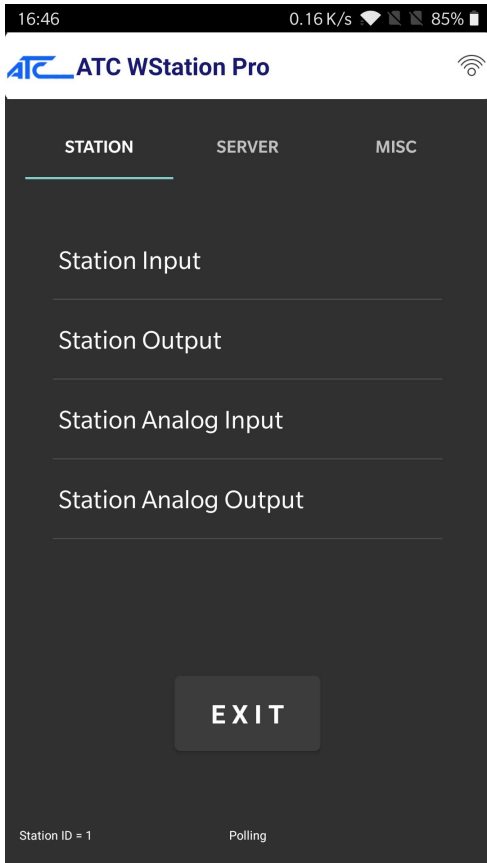 16:46 0.16 K/s 85%
ATC ATC WStation Pro
STATION SERVER MISC
Station Input
Station Output
Station Analog Input
Station Analog Output
EXIT
Station ID = 1 Polling